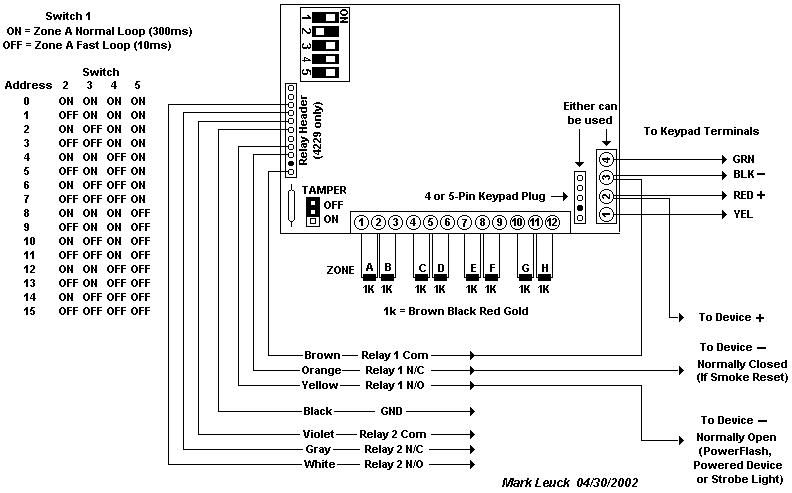 Switch 1
ON = Zone A Normal Loop (300ms)
OFF = Zone A Fast Loop (10ms)
Switch
Address 2 3 4 5
0 ON ON ON ON
1 OFF ON ON ON
2 ON OFF ON ON
3 OFF OFF ON ON
4 ON ON OFF ON
5 OFF ON OFF ON
6 ON OFF OFF ON
7 OFF OFF OFF ON
8 ON ON ON OFF
9 OFF ON ON OFF
10 ON OFF ON OFF
11 OFF OFF ON OFF
12 ON ON OFF OFF
13 OFF ON OFF OFF
14 ON OFF OFF OFF
15 OFF OFF OFF OFF
1 2 3 4 5
ON
Relay Header
(4229 only)
TAMPER
OFF
ON
Either can
be used
4 or 5-Pin Keypad Plug
4
3
2
1
To Keypad Terminals
GRN
BLK −
RED +
YEL
1 2 3 4 5 6 7 8 9 10 11 12
ZONE A B C D E F G H
1K 1K 1K 1K 1K 1K 1K 1K
1k = Brown Black Red Gold
To Device +
Brown Relay 1 Com
Orange Relay 1 N/C
Yellow Relay 1 N/O
Black GND
Violet Relay 2 Com
Gray Relay 2 N/C
White Relay 2 N/O
To Device −
Normally Closed
(If Smoke Reset)
To Device −
Normally Open
(PowerFlash,
Powered Device
or Strobe Light)
Mark Leuck 04/30/2002